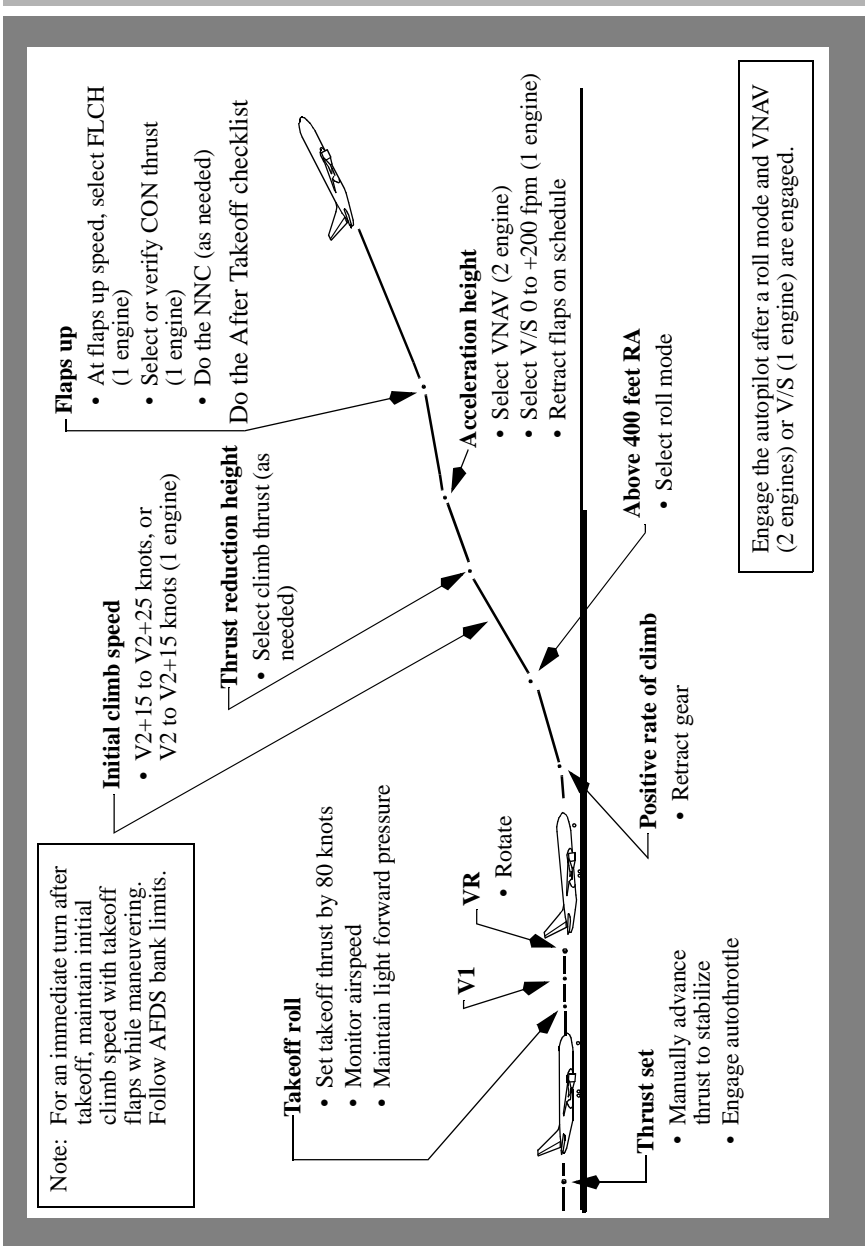 Note: For an immediate turn after
takeoff, maintain initial
climb speed with takeoff
flaps while maneuvering.
Follow AFDS bank limits.
Takeoff roll
• Set takeoff thrust by 80 knots
• Monitor airspeed
• Maintain light forward pressure
Thrust set
• Manually advance
thrust to stabilize
• Engage autothrottle
V1
VR
• Rotate
Positive rate of climb
• Retract gear
Above 400 feet RA
• Select roll mode
Initial climb speed
• V2+15 to V2+25 knots, or
V2 to V2+15 knots (1 engine)
Thrust reduction height
• Select climb thrust (as
needed)
Acceleration height
• Select VNAV (2 engine)
• Select V/S 0 to +200 fpm (1 engine)
• Retract flaps on schedule
Flaps up
• At flaps up speed, select FLCH
(1 engine)
• Select or verify CON thrust
(1 engine)
• Do the NNC (as needed)
Do the After Takeoff checklist
Engage the autopilot after a roll mode and VNAV
(2 engines) or V/S (1 engine) are engaged.